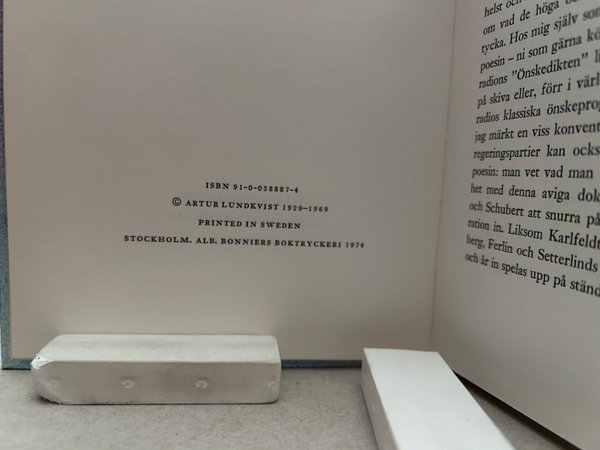 ISBN 91-0-038887-4
© ARTUR LUNDKVIST 1929–1969
PRINTED IN SWEDEN
STOCKHOLM. ALB. BONNIERS BOKTRYCKERI 1974
helst och
om vad de höga
tycka. Hos mig själv som
poesin – ni som gärna kö
radions "Önskedikten" li
på skiva eller, förr i värl
radios klassiska önskepro
jag märkt en viss konvent
regeringspartier kan ocks
poesin: man vet vad man
het med denna aviga dok
och Schubert att snurra på
ration in. Liksom Karlfeldt
berg, Ferlin och Setterlinds
och år in spelas upp på ständ